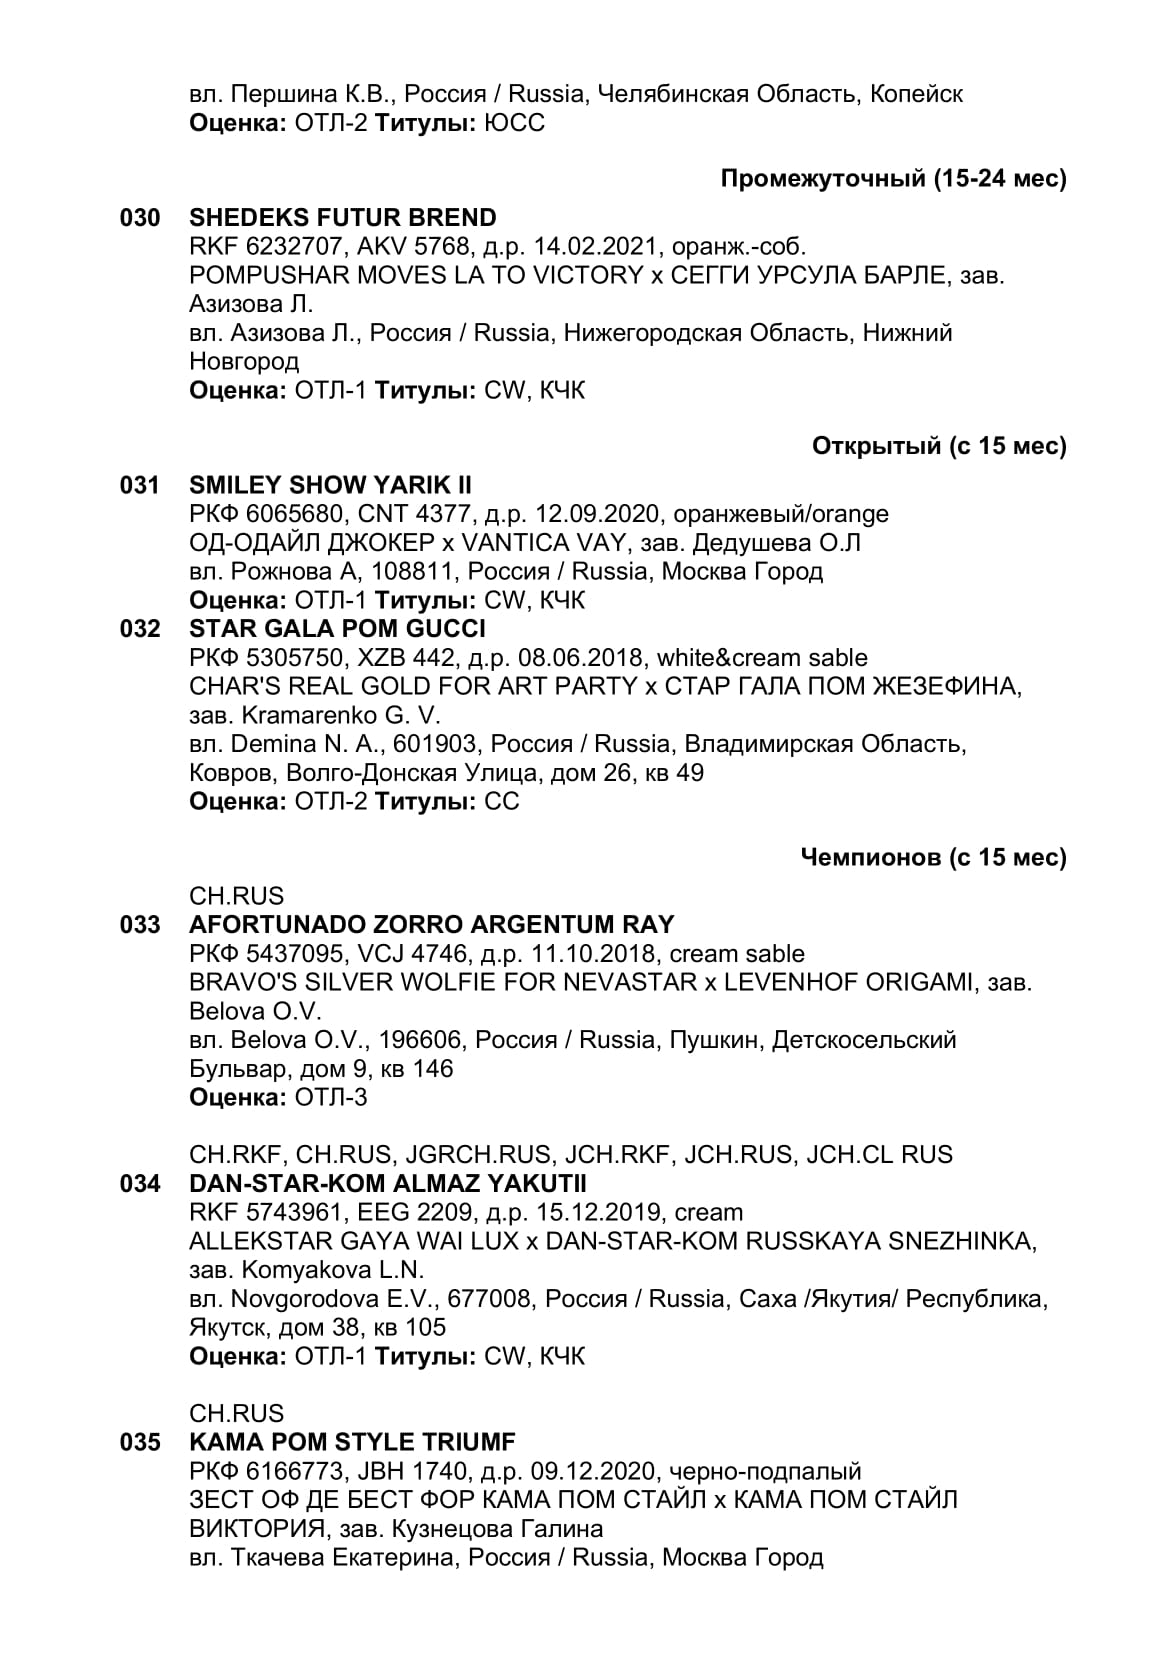 вл. Першина К.В., Россия / Russia, Челябинская Область, Копейск
Оценка: ОТЛ-2 Титулы: ЮСС
Промежуточный (15-24 мес)
030 SHEDEKS FUTUR BREND
RKF 6232707, AKV 5768, д.р. 14.02.2021, оранж.-соб.
POMPUSHAR MOVES LA TO VICTORY x СЕГГИ УРСУЛА БАРЛЕ, зав.
Азизова Л.
вл. Азизова Л., Россия / Russia, Нижегородская Область, Нижний
Новгород
Оценка: ОТЛ-1 Титулы: CW, КЧК
Открытый (с 15 мес)
031 SMILEY SHOW YARIK II
РКФ 6065680, CNT 4377, д.р. 12.09.2020, оранжевый/orange
ОД-ОДАЙЛ ДЖОКЕР x VANTICA VAY, зав. Дедушева О.Л
вл. Рожнова А, 108811, Россия / Russia, Москва Город
Оценка: ОТЛ-1 Титулы: CW, КЧК
032 STAR GALA POM GUCCI
РКФ 5305750, XZB 442, д.р. 08.06.2018, white&cream sable
CHAR'S REAL GOLD FOR ART PARTY x СТАР ГАЛА ПОМ ЖЕЗЕФИНА,
зав. Kramarenko G. V.
вл. Demina N. A., 601903, Россия / Russia, Владимирская Область,
Ковров, Волго-Донская Улица, дом 26, кв 49
Оценка: ОТЛ-2 Титулы: СС
Чемпионов (с 15 мес)
CH.RUS
033 AFORTUNADO ZORRO ARGENTUM RAY
РКФ 5437095, VCJ 4746, д.р. 11.10.2018, cream sable
BRAVO'S SILVER WOLFIE FOR NEVASTAR x LEVENHOF ORIGAMI, зав.
Belova O.V.
вл. Belova O.V., 196606, Россия / Russia, Пушкин, Детскосельский
Бульвар, дом 9, кв 146
Оценка: ОТЛ-3
CH.RKF, CH.RUS, JGRCH.RUS, JCH.RKF, JCH.RUS, JCH.CL RUS
034 DAN-STAR-KOM ALMAZ YAKUTII
RKF 5743961, EEG 2209, д.р. 15.12.2019, cream
ALLEKSTAR GAYA WAI LUX x DAN-STAR-KOM RUSSKAYA SNEZHINKA,
зав. Komyakova L.N.
вл. Novgorodova E.V., 677008, Россия / Russia, Саха /Якутия/ Республика,
Якутск, дом 38, кв 105
Оценка: ОТЛ-1 Титулы: CW, КЧК
CH.RUS
035 KAMA POM STYLE TRIUMF
РКФ 6166773, JBH 1740, д.р. 09.12.2020, черно-подпалый
ЗЕСТ ОФ ДЕ БЕСТ ФОР КАМА ПОМ СТАЙЛ x КАМА ПОМ СТАЙЛ
ВИКТОРИЯ, зав. Кузнецова Галина
вл. Ткачева Екатерина, Россия / Russia, Москва Город